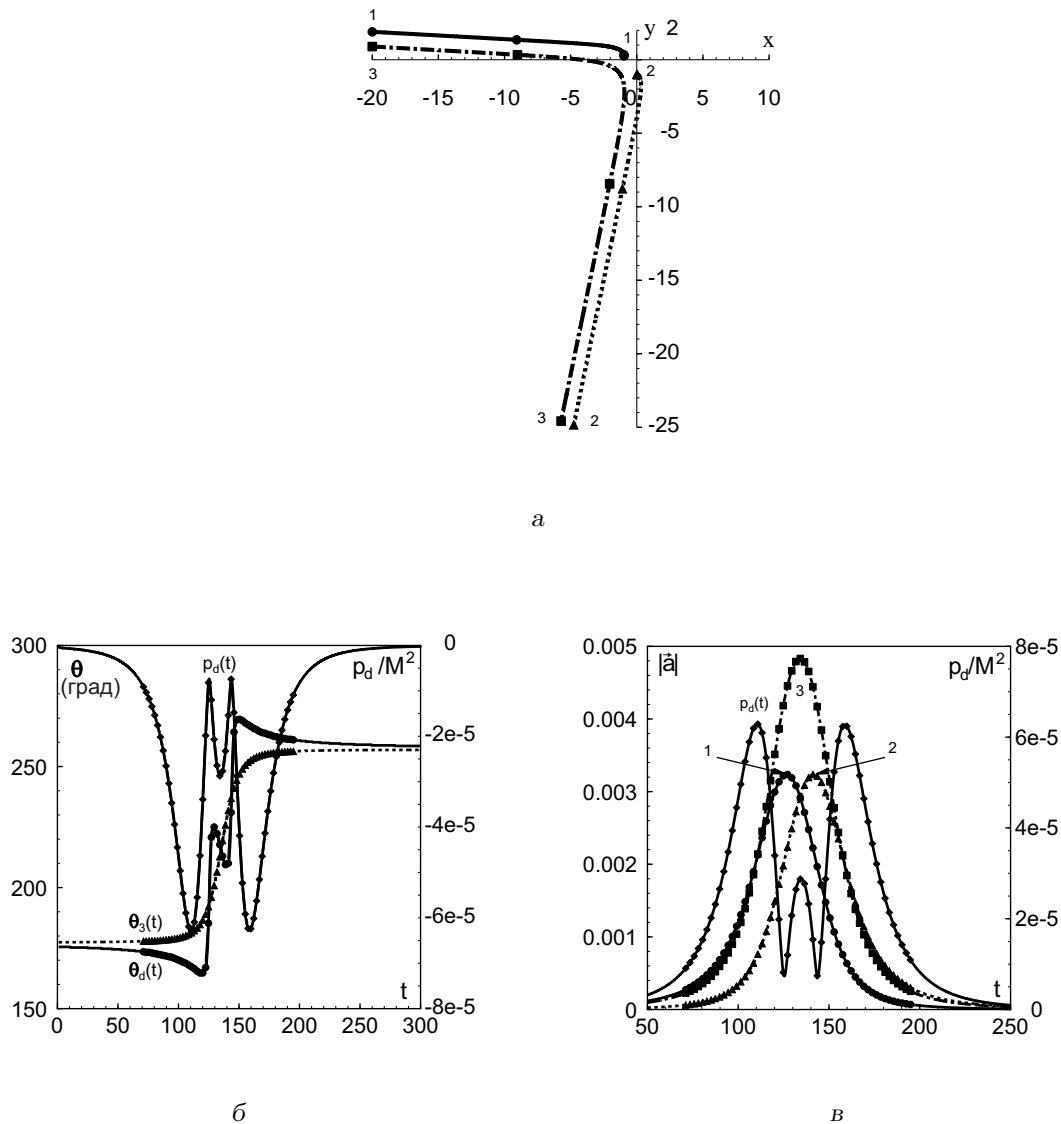 1
1
y 2
x
3
2
-20 -15 -10 -5 0 5 10
-5
-10
-15
-20
3 2
-25
а
300
θ
(град)
p_d(t)
0
p_d/M²
-2e-5
250
-4e-5
200
-6e-5
θ₃(t)
θ_d(t)
t
150
-8e-5
0 50 100 150 200 250 300
б
0.005
|a⃗|
8e-5
p_d/M²
p_d(t)
3
0.004
6e-5
1
2
0.003
4e-5
0.002
2e-5
0.001
t
0
0
50 100 150 200 250
в